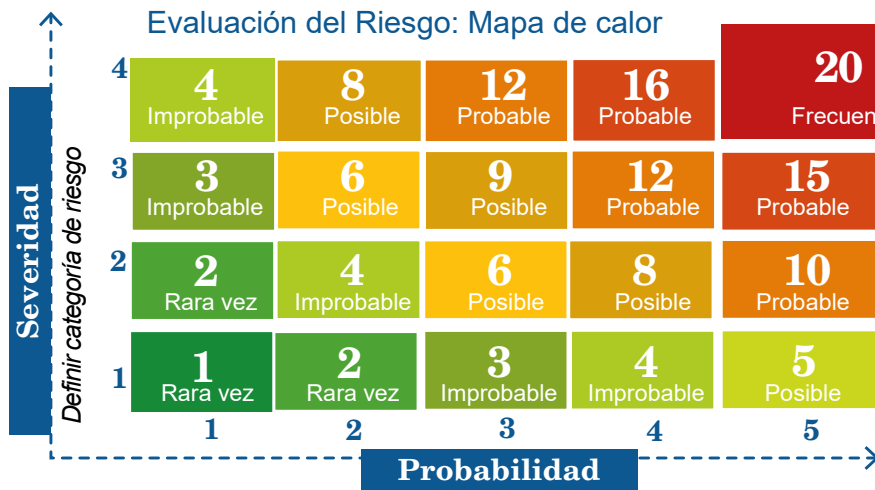 Evaluación del Riesgo: Mapa de calor
Severidad
Definir categoría de riesgo
4
4 8 12 16 20
Improbable Posible Probable Probable Frecuen
3
3 6 9 12 15
Improbable Posible Posible Probable Probable
2
2 4 6 8 10
Rara vez Improbable Posible Posible Probable
1
1 2 3 4 5
Rara vez Rara vez Improbable Improbable Posible
1 2 3 4 5
Probabilidad